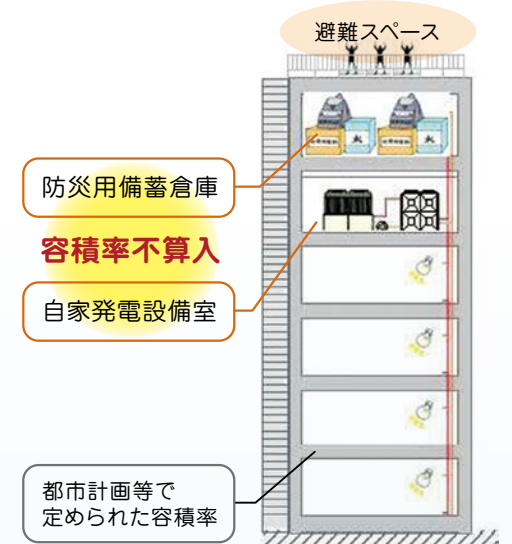 避難スペース
防災用備蓄倉庫
容積率不算入
自家発電設備室
都市計画等で
定められた容積率